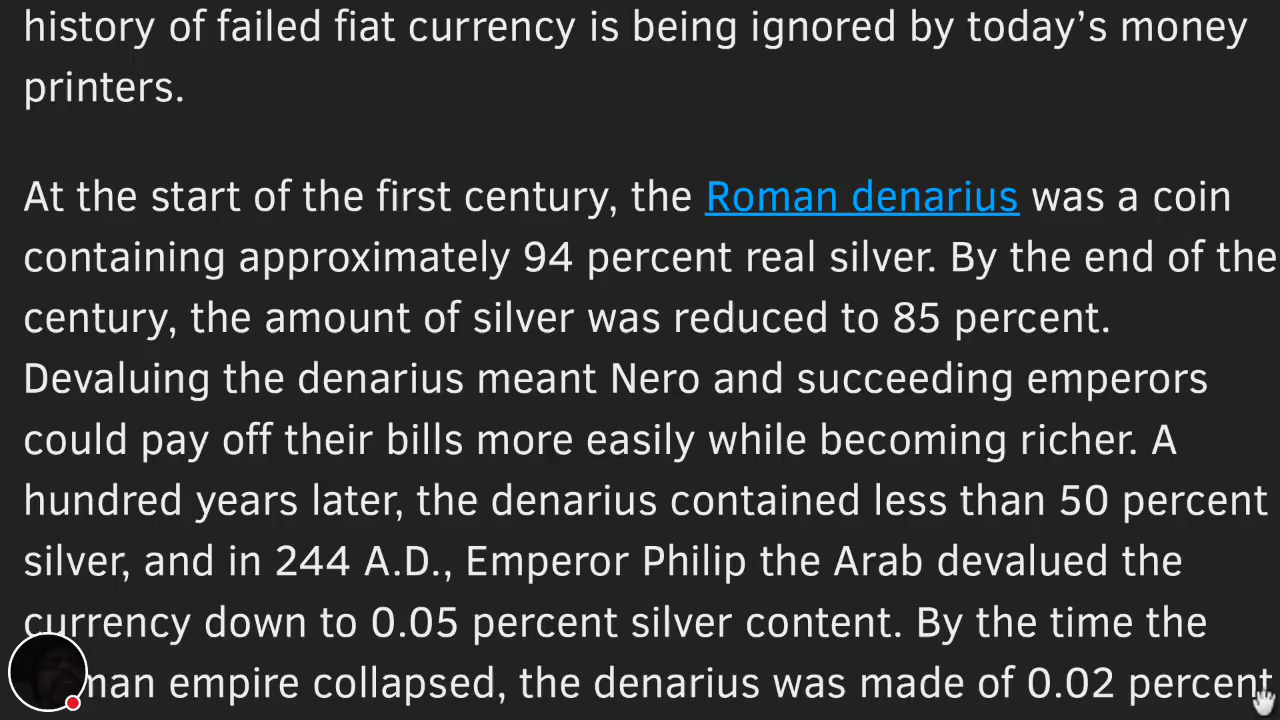 history of failed fiat currency is being ignored by today’s money
printers.
At the start of the first century, the Roman denarius was a coin
containing approximately 94 percent real silver. By the end of the
century, the amount of silver was reduced to 85 percent.
Devaluing the denarius meant Nero and succeeding emperors
could pay off their bills more easily while becoming richer. A
hundred years later, the denarius contained less than 50 percent
silver, and in 244 A.D., Emperor Philip the Arab devalued the
currency down to 0.05 percent silver content. By the time the
man empire collapsed, the denarius was made of 0.02 percent